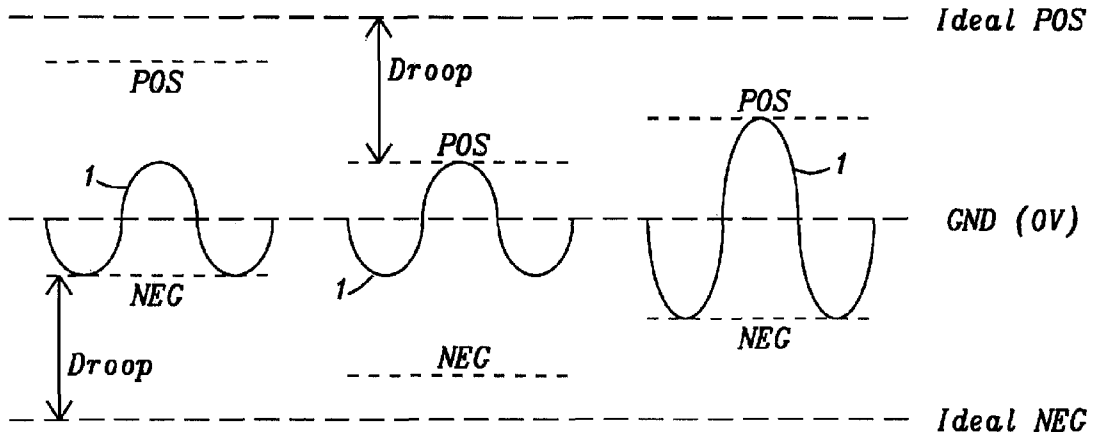 Ideal POS
POS
Droop
POS
POS
1
1
GND (0V)
NEG
1
NEG
Droop
NEG
Ideal NEG